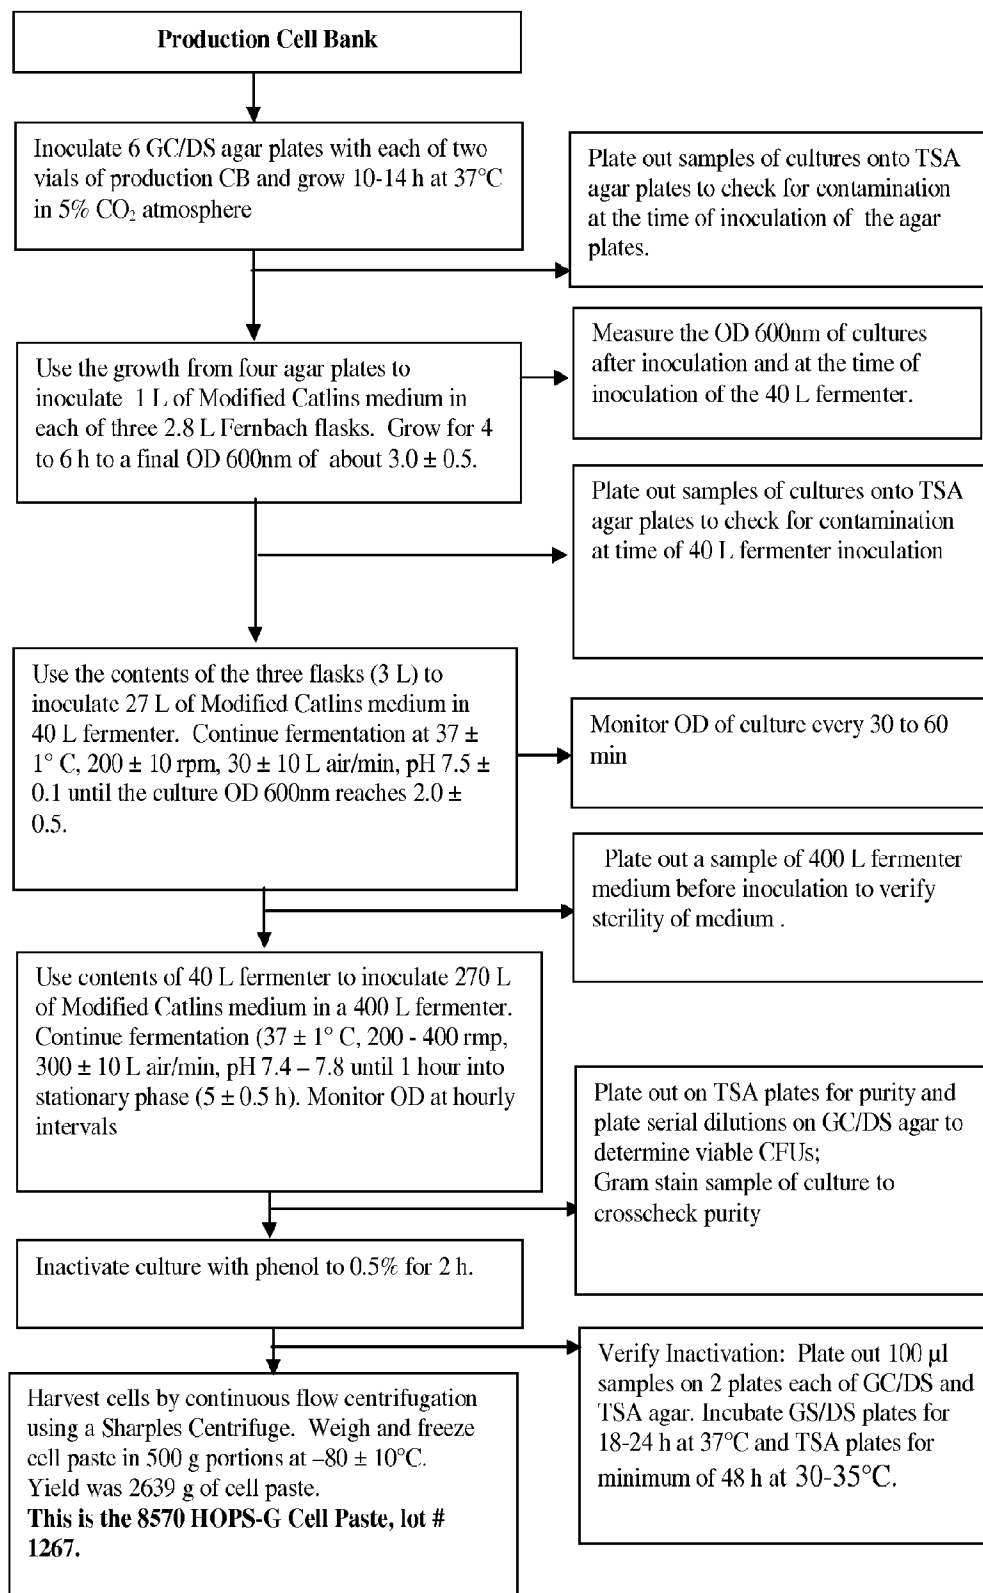 Production Cell Bank
Inoculate 6 GC/DS agar plates with each of two
vials of production CB and grow 10-14 h at 37°C
in 5% CO₂ atmosphere
Plate out samples of cultures onto TSA
agar plates to check for contamination
at the time of inoculation of the agar
plates.
Use the growth from four agar plates to
inoculate 1 L of Modified Catlins medium in
each of three 2.8 L Fernbach flasks. Grow for 4
to 6 h to a final OD 600nm of about 3.0 ± 0.5.
Measure the OD 600nm of cultures
after inoculation and at the time of
inoculation of the 40 L fermenter.
Plate out samples of cultures onto TSA
agar plates to check for contamination
at time of 40 L fermenter inoculation
Use the contents of the three flasks (3 L) to
inoculate 27 L of Modified Catlins medium in
40 L fermenter. Continue fermentation at 37 ±
1° C, 200 ± 10 rpm, 30 ± 10 L air/min, pH 7.5 ±
0.1 until the culture OD 600nm reaches 2.0 ±
0.5.
Monitor OD of culture every 30 to 60
min
Plate out a sample of 400 L fermenter
medium before inoculation to verify
sterility of medium .
Use contents of 40 L fermenter to inoculate 270 L
of Modified Catlins medium in a 400 L fermenter.
Continue fermentation (37 ± 1° C, 200 - 400 rmp,
300 ± 10 L air/min, pH 7.4 – 7.8 until 1 hour into
stationary phase (5 ± 0.5 h). Monitor OD at hourly
intervals
Plate out on TSA plates for purity and
plate serial dilutions on GC/DS agar to
determine viable CFUs;
Gram stain sample of culture to
crosscheck purity
Inactivate culture with phenol to 0.5% for 2 h.
Verify Inactivation: Plate out 100 µl
samples on 2 plates each of GC/DS and
TSA agar. Incubate GS/DS plates for
18-24 h at 37°C and TSA plates for
minimum of 48 h at 30-35°C.
Harvest cells by continuous flow centrifugation
using a Sharples Centrifuge. Weigh and freeze
cell paste in 500 g portions at –80 ± 10°C.
Yield was 2639 g of cell paste.
This is the 8570 HOPS-G Cell Paste, lot #
1267.